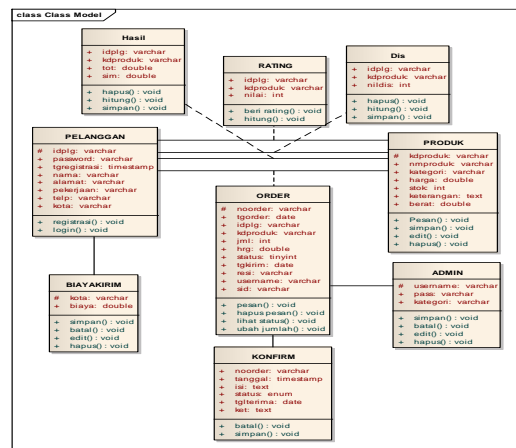 class Class Model
Hasil
+ idplg: varchar
+ kdproduk: varchar
+ tot: double
+ sim: double
+ hapus() : void
+ hitung() : void
+ simpan() : void
RATING
+ idplg: varchar
+ kdproduk: varchar
+ nilai: int
+ beri rating() : void
+ hitung() : void
Dis
+ idplg: varchar
+ kdproduk: varchar
+ nildis: int
+ hapus() : void
+ hitung() : void
+ simpan() : void
PELANGGAN
# idplg: varchar
+ password: varchar
+ tgregistrasi: timestamp
+ nama: varchar
+ alamat: varchar
+ pekerjaan: varchar
+ telp: varchar
+ kota: varchar
+ registrasi() : void
+ login() : void
PRODUK
# kdproduk: varchar
+ nmproduk: varchar
+ kategori: varchar
+ harga: double
+ stok: int
+ keterangan: text
+ berat: double
+ Pesan() : void
+ simpan() : void
+ edit() : void
+ hapus() : void
ORDER
# noorder: varchar
+ tgorder: date
+ idplg: varchar
+ kdproduk: varchar
+ jml: int
+ hrg: double
+ status: tinyint
+ tgkirim: date
+ resi: varchar
+ username: varchar
+ sid: varchar
+ pesan() : void
+ hapus pesan() : void
+ lihat status() : void
+ ubah jumlah() : void
BIAYAKIRIM
# kota: varchar
+ biaya: double
+ simpan() : void
+ batal() : void
+ edit() : void
+ hapus() : void
ADMIN
# username: varchar
+ pass: varchar
+ kategori: varchar
+ simpan() : void
+ batal() : void
+ edit() : void
+ hapus() : void
KONFIRM
+ noorder: varchar
+ tanggal: timestamp
+ isi: text
+ status: enum
+ tglterima: date
+ ket: text
+ batal() : void
+ simpan() : void